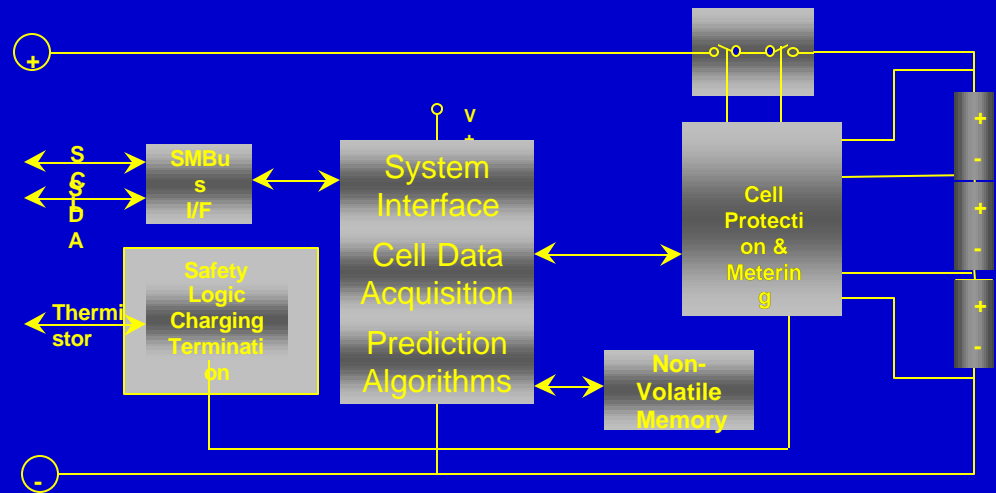 +
V
+
S
C
L
S
D
A
SMBu
s
I/F
System
Interface
Cell Data
Acquisition
Prediction
Algorithms
Cell
Protecti
on &
Meterin
g
+
-
+
-
+
-
Safety
Logic
Charging
Terminati
on
Thermi
stor
Non-
Volatile
Memory
-